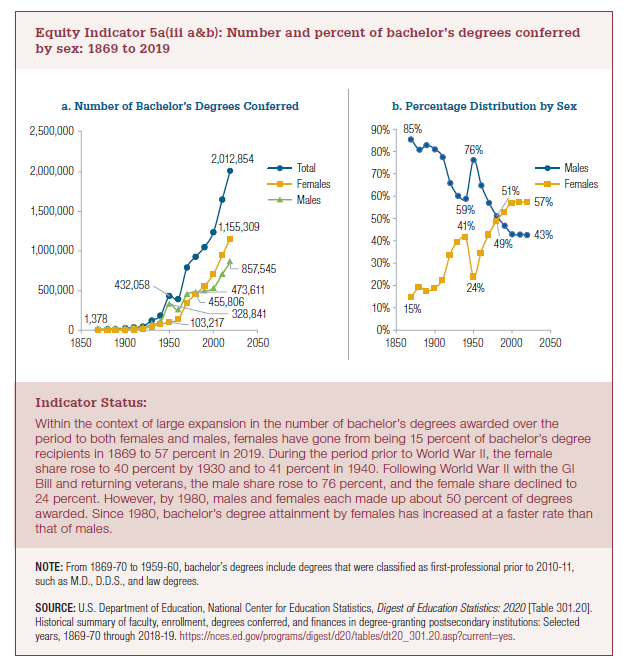 Equity Indicator 5a(iii a&b): Number and percent of bachelor's degrees conferred
by sex: 1869 to 2019
a. Number of Bachelor's Degrees Conferred
2,500,000
2,000,000
1,500,000
1,000,000
500,000
0
1850 1900 1950 2000 2050
1,378
432,058
2,012,854
1,155,309
857,545
473,611
455,806
328,841
103,217
Total
Females
Males
b. Percentage Distribution by Sex
90%
80%
70%
60%
50%
40%
30%
20%
10%
0%
1850 1900 1950 2000 2050
85%
76%
59%
41%
24%
15%
51%
49%
57%
43%
Males
Females
Indicator Status:
Within the context of large expansion in the number of bachelor's degrees awarded over the
period to both females and males, females have gone from being 15 percent of bachelor's degree
recipients in 1869 to 57 percent in 2019. During the period prior to World War II, the female
share rose to 40 percent by 1930 and to 41 percent in 1940. Following World War II with the GI
Bill and returning veterans, the male share rose to 76 percent, and the female share declined to
24 percent. However, by 1980, males and females each made up about 50 percent of degrees
awarded. Since 1980, bachelor's degree attainment by females has increased at a faster rate than
that of males.
NOTE: From 1869-70 to 1959-60, bachelor's degrees include degrees that were classified as first-professional prior to 2010-11,
such as M.D., D.D.S., and law degrees.
SOURCE: U.S. Department of Education, National Center for Education Statistics, Digest of Education Statistics: 2020 [Table 301.20].
Historical summary of faculty, enrollment, degrees conferred, and finances in degree-granting postsecondary institutions: Selected
years, 1869-70 through 2018-19. https://nces.ed.gov/programs/digest/d20/tables/dt20_301.20.asp?current=yes.